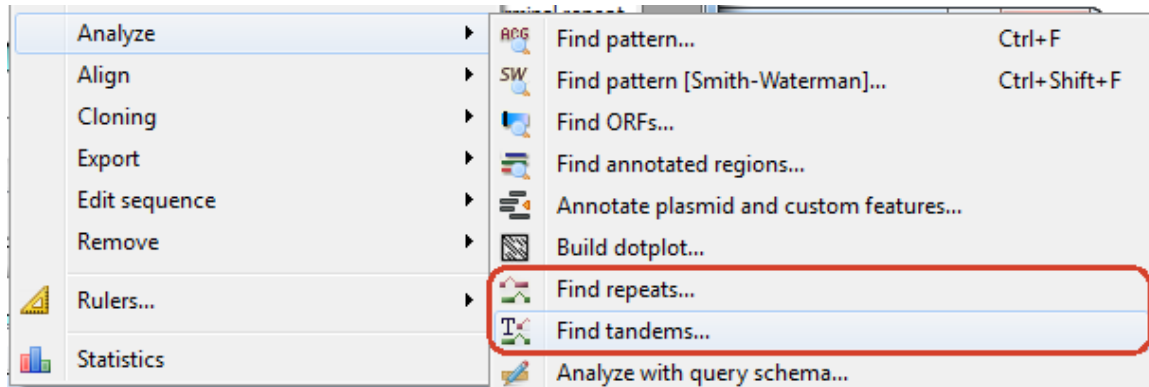 rminal repeat
Analyze
Align
Cloning
Export
Edit sequence
Remove
Rulers...
Statistics
ACG Find pattern... Ctrl+F
SW Find pattern [Smith-Waterman]... Ctrl+Shift+F
Find ORFs...
Find annotated regions...
Annotate plasmid and custom features...
Build dotplot...
Find repeats...
T Find tandems...
Analyze with query schema...